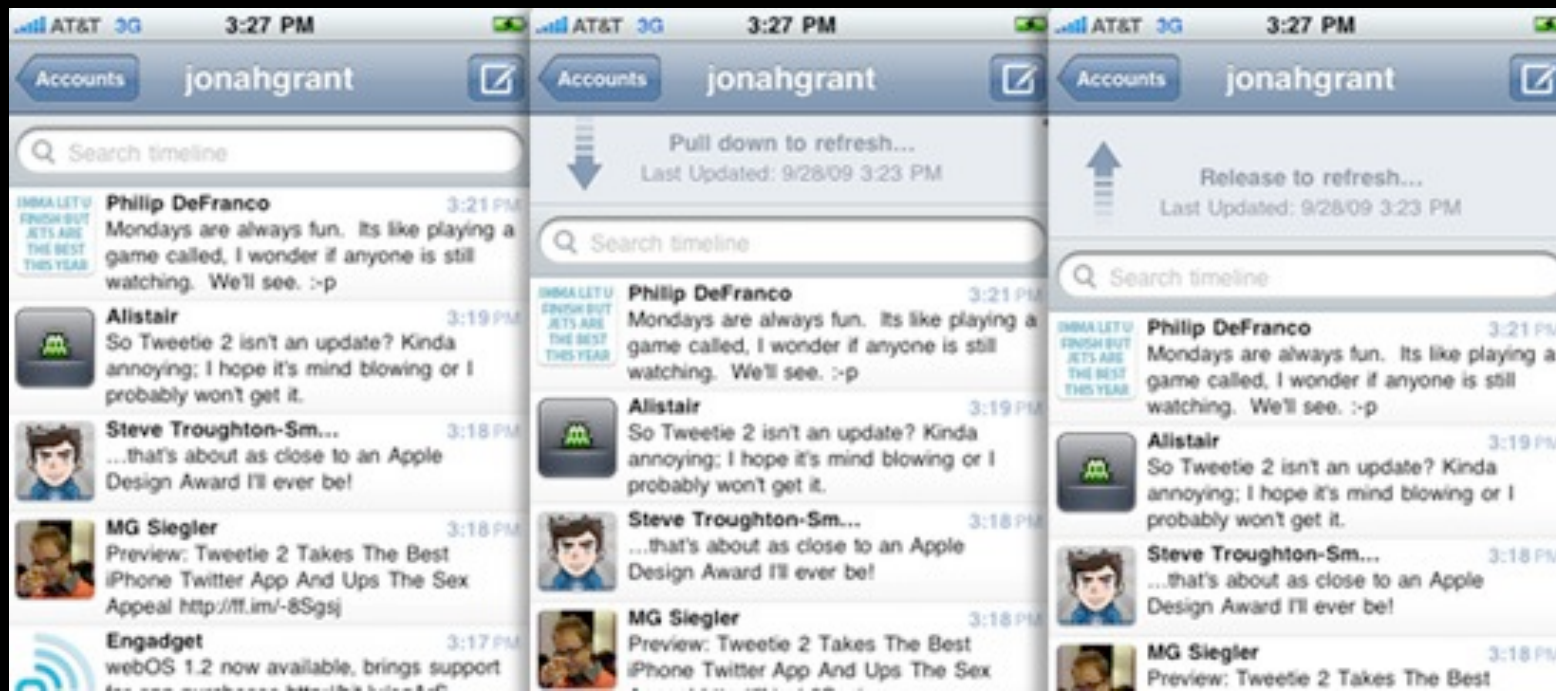 AT&T 3G 3:27 PM
Accounts jonahgrant
Search timeline
IMMA LET U
FINISH BUT
JETS ARE
THE BEST
THIS YEAR
Philip DeFranco 3:21 PM
Mondays are always fun. Its like playing a
game called, I wonder if anyone is still
watching. We'll see. :-p
Alistair 3:19 PM
So Tweetie 2 isn't an update? Kinda
annoying; I hope it's mind blowing or I
probably won't get it.
Steve Troughton-Sm... 3:18 PM
...that's about as close to an Apple
Design Award I'll ever be!
MG Siegler 3:18 PM
Preview: Tweetie 2 Takes The Best
iPhone Twitter App And Ups The Sex
Appeal http://ff.im/-8Sgsj
Engadget 3:17 PM
webOS 1.2 now available, brings support
for app purchases
AT&T 3G 3:27 PM
Accounts jonahgrant
Pull down to refresh...
Last Updated: 9/28/09 3:23 PM
Search timeline
IMMA LET U
FINISH BUT
JETS ARE
THE BEST
THIS YEAR
Philip DeFranco 3:21 PM
Mondays are always fun. Its like playing a
game called, I wonder if anyone is still
watching. We'll see. :-p
Alistair 3:19 PM
So Tweetie 2 isn't an update? Kinda
annoying; I hope it's mind blowing or I
probably won't get it.
Steve Troughton-Sm... 3:18 PM
...that's about as close to an Apple
Design Award I'll ever be!
MG Siegler 3:18 PM
Preview: Tweetie 2 Takes The Best
iPhone Twitter App And Ups The Sex
AT&T 3G 3:27 PM
Accounts jonahgrant
Release to refresh...
Last Updated: 9/28/09 3:23 PM
Search timeline
IMMA LET U
FINISH BUT
JETS ARE
THE BEST
THIS YEAR
Philip DeFranco 3:21 PM
Mondays are always fun. Its like playing a
game called, I wonder if anyone is still
watching. We'll see. :-p
Alistair 3:19 PM
So Tweetie 2 isn't an update? Kinda
annoying; I hope it's mind blowing or I
probably won't get it.
Steve Troughton-Sm... 3:18 PM
...that's about as close to an Apple
Design Award I'll ever be!
MG Siegler 3:18 PM
Preview: Tweetie 2 Takes The Best